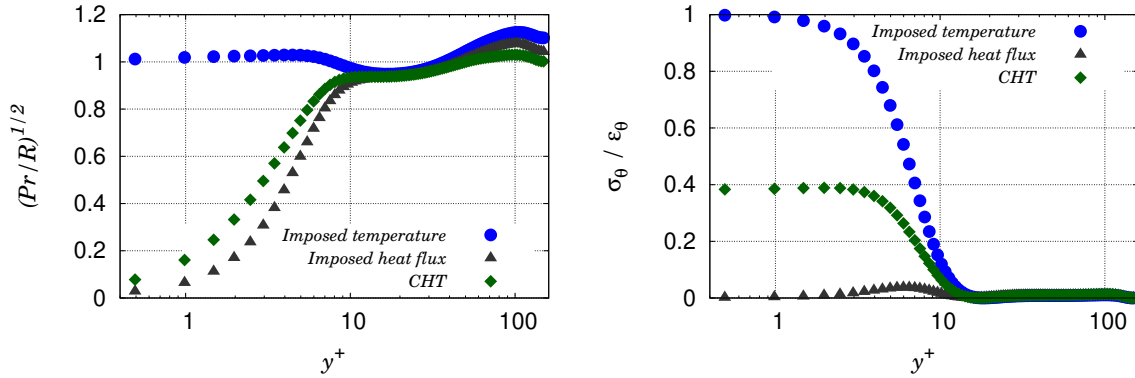 1.2
1
0.8
0.6
0.4
0.2
0
(Pr/R)^{1/2}
Imposed temperature
Imposed heat flux
CHT
1
10
100
y^+
1
0.8
0.6
0.4
0.2
0
σ_θ / ε_θ
Imposed temperature
Imposed heat flux
CHT
1
10
100
y^+